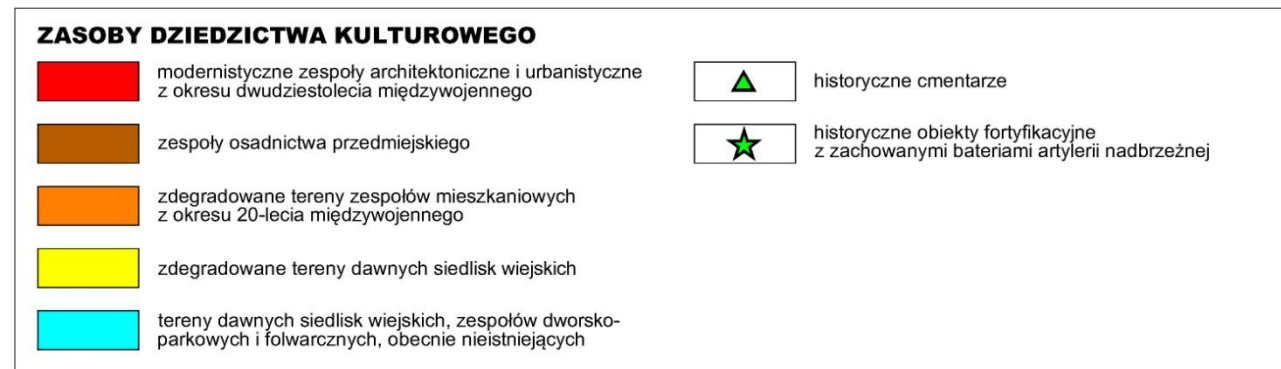 ZASOBY DZIEDZICTWA KULTUROWEGO
modernistyczne zespoły architektoniczne i urbanistyczne
z okresu dwudziestolecia międzywojennego
zespoły osadnictwa przedmiejskiego
zdegradowane tereny zespołów mieszkaniowych
z okresu 20-lecia międzywojennego
zdegradowane tereny dawnych siedlisk wiejskich
tereny dawnych siedlisk wiejskich, zespołów dworsko-
parkowych i folwarcznych, obecnie nieistniejących
historyczne cmentarze
historyczne obiekty fortyfikacyjne
z zachowanymi bateriami artylerii nadbrzeżnej